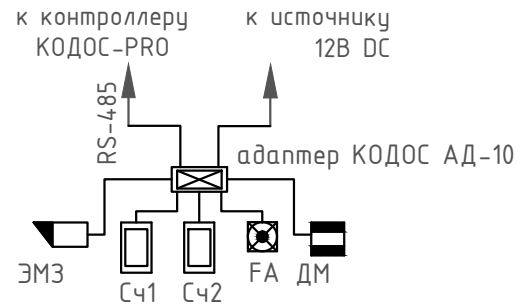 к контроллеру
КОДОС-PRO
к источнику
12В DC
RS-485
адаптер КОДОС АД-10
ЭМЗ
Сч1
Сч2
FA
ДМ